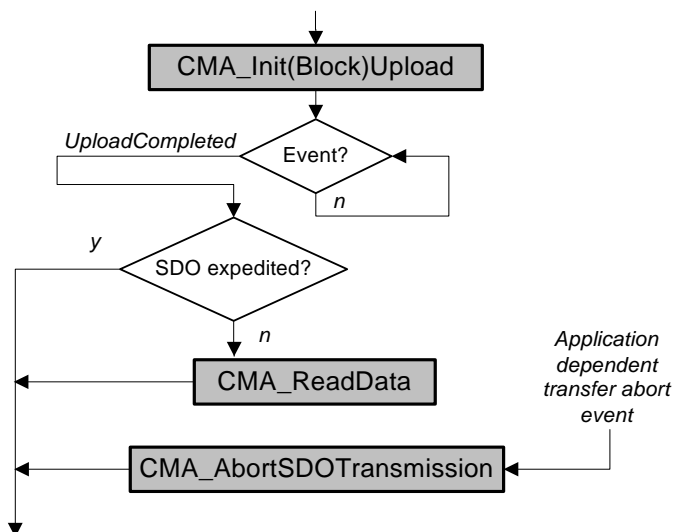 CMA_Init(Block)Upload
UploadCompleted
Event?
n
y
SDO expedited?
n
Application
dependent
transfer abort
event
CMA_ReadData
CMA_AbortSDOTransmission